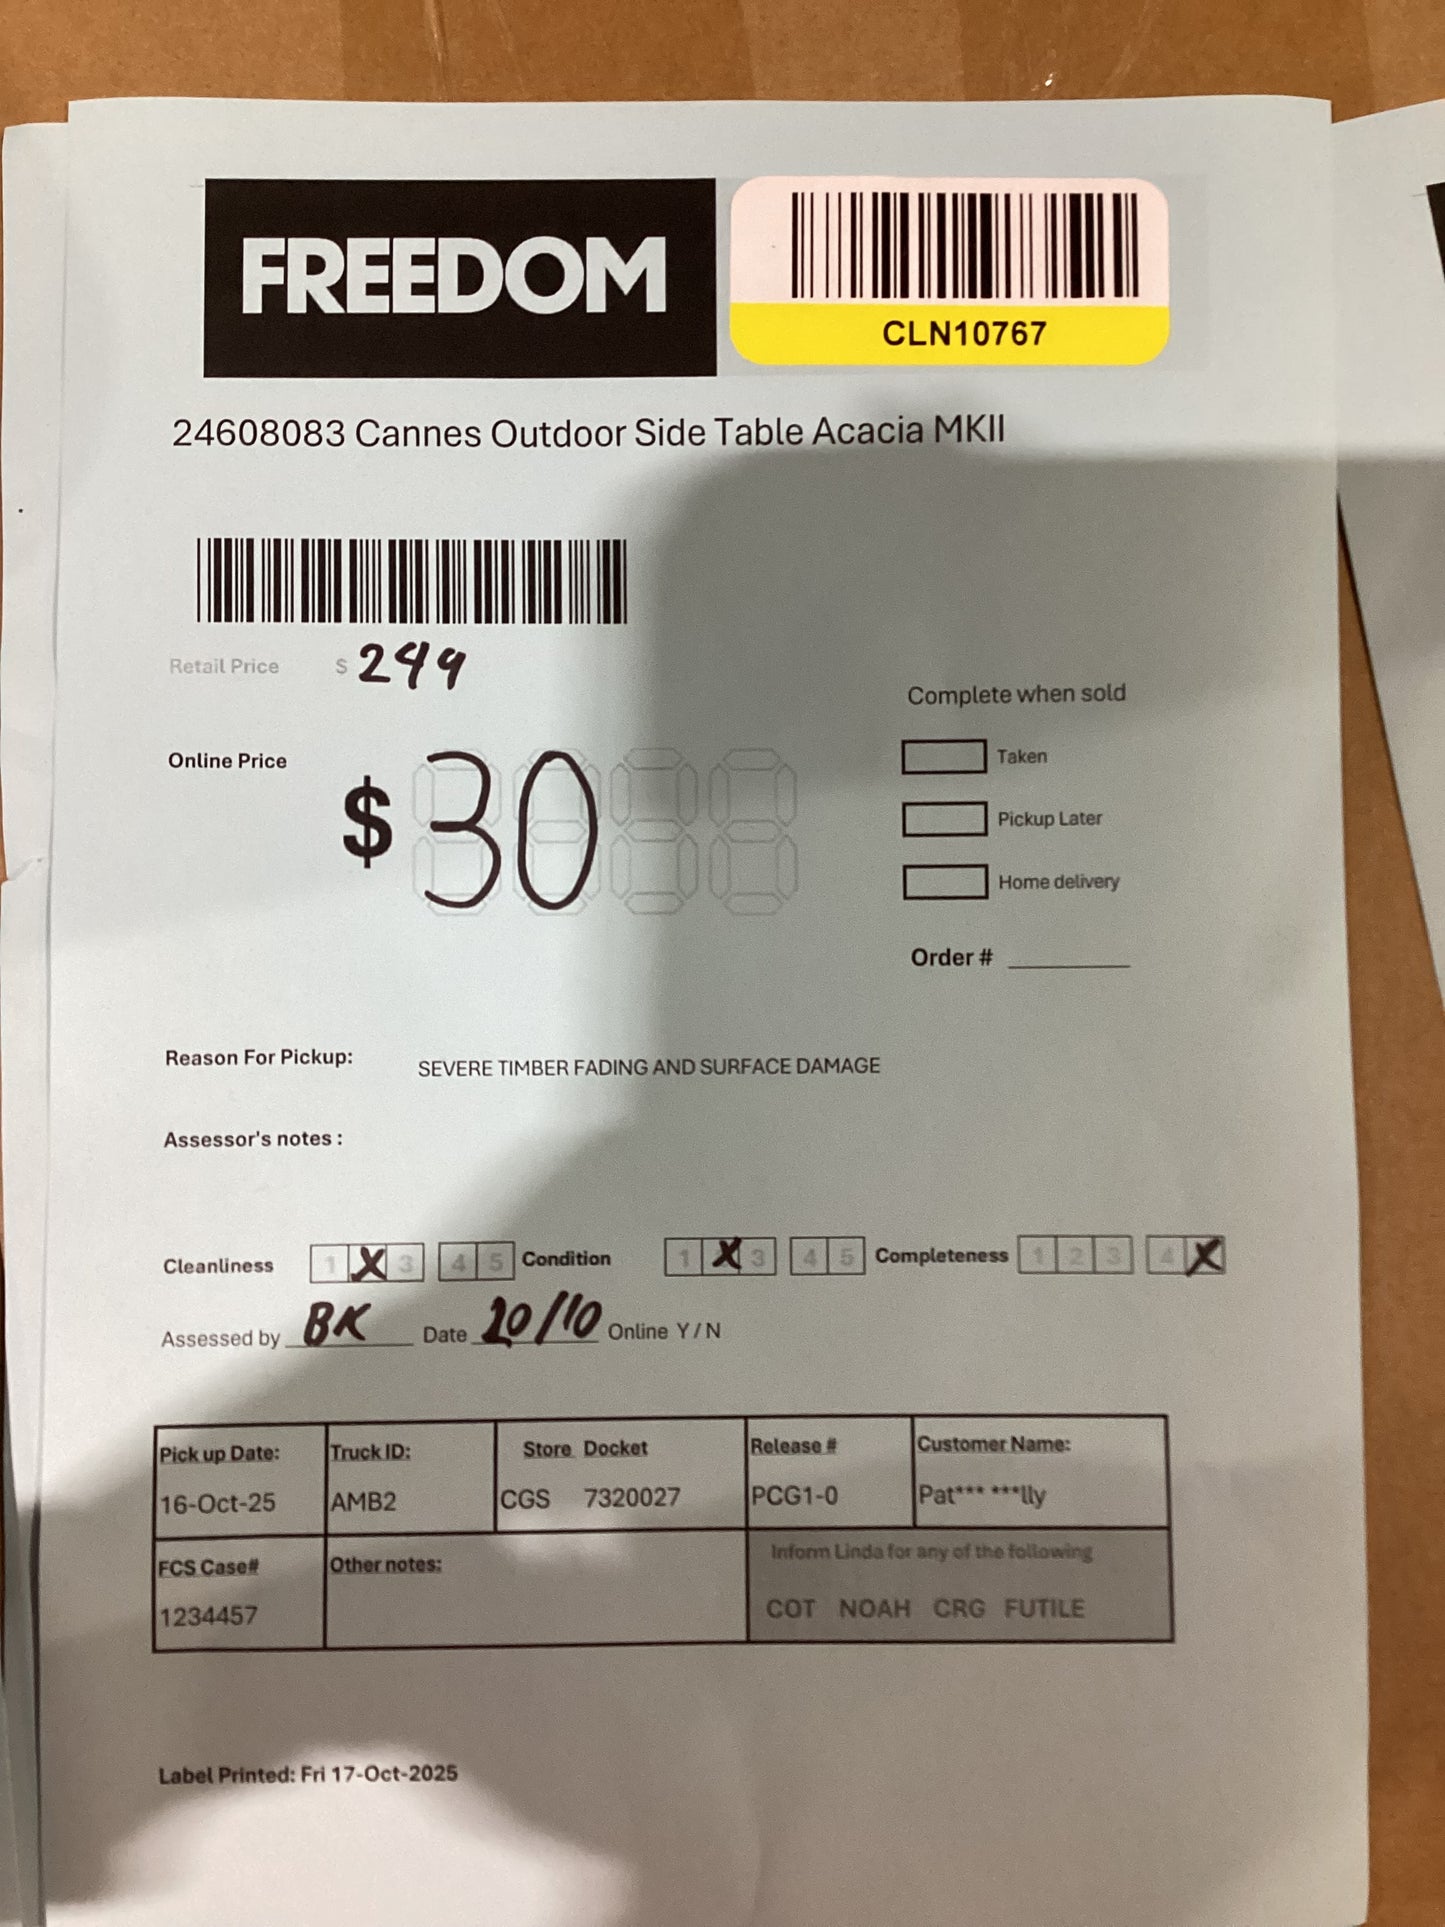 FREEDOM
CLN10767
24608083 Cannes Outdoor Side Table Acacia MKII
Retail Price $ 249
Online Price
$ 30
Complete when sold
Taken
Pickup Later
Home delivery
Order #
Reason For Pickup: SEVERE TIMBER FADING AND SURFACE DAMAGE
Assessor's notes :
Cleanliness 1 X 3 4 5 Condition 1 X 3 4 5 Completeness 1 2 3 4 X
Assessed by BK Date 20/10 Online Y / N
Pick up Date: Truck ID: Store Docket Release # Customer Name:
16-Oct-25 AMB2 CGS 7320027 PCG1-0 Pat*** ***lly
FCS Case# Other notes: Inform Linda for any of the following
1234457 COT NOAH CRG FUTILE
Label Printed: Fri 17-Oct-2025